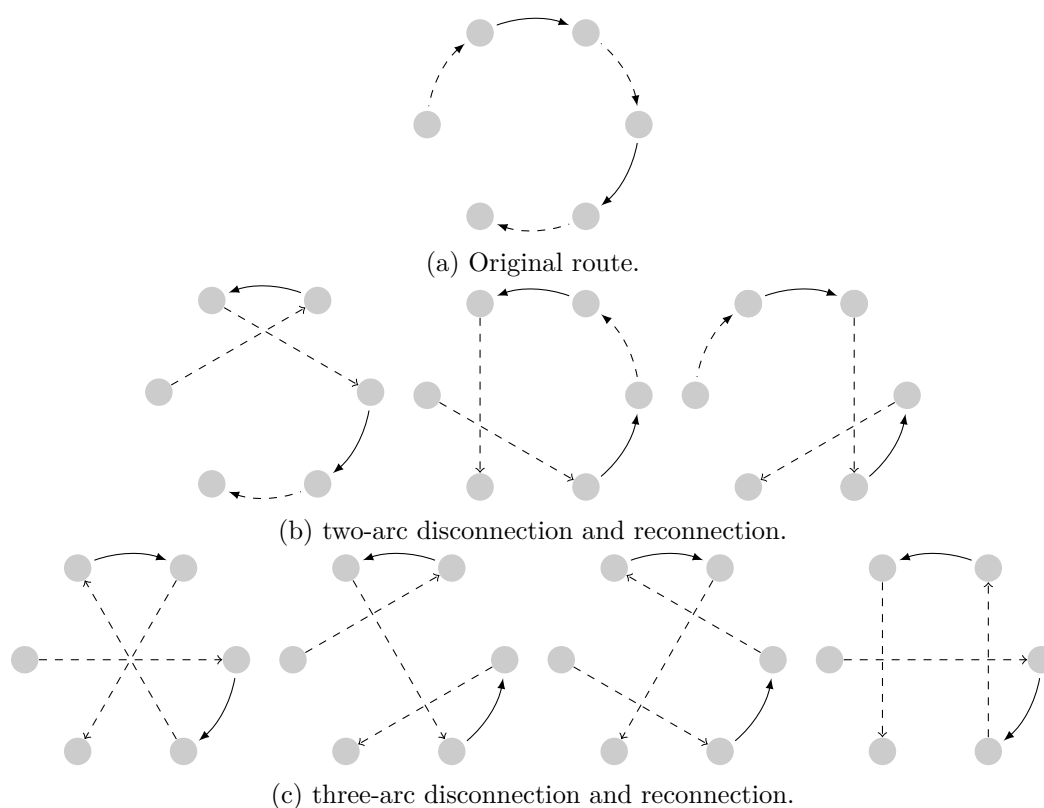 (a) Original route.
(b) two-arc disconnection and reconnection.
(c) three-arc disconnection and reconnection.